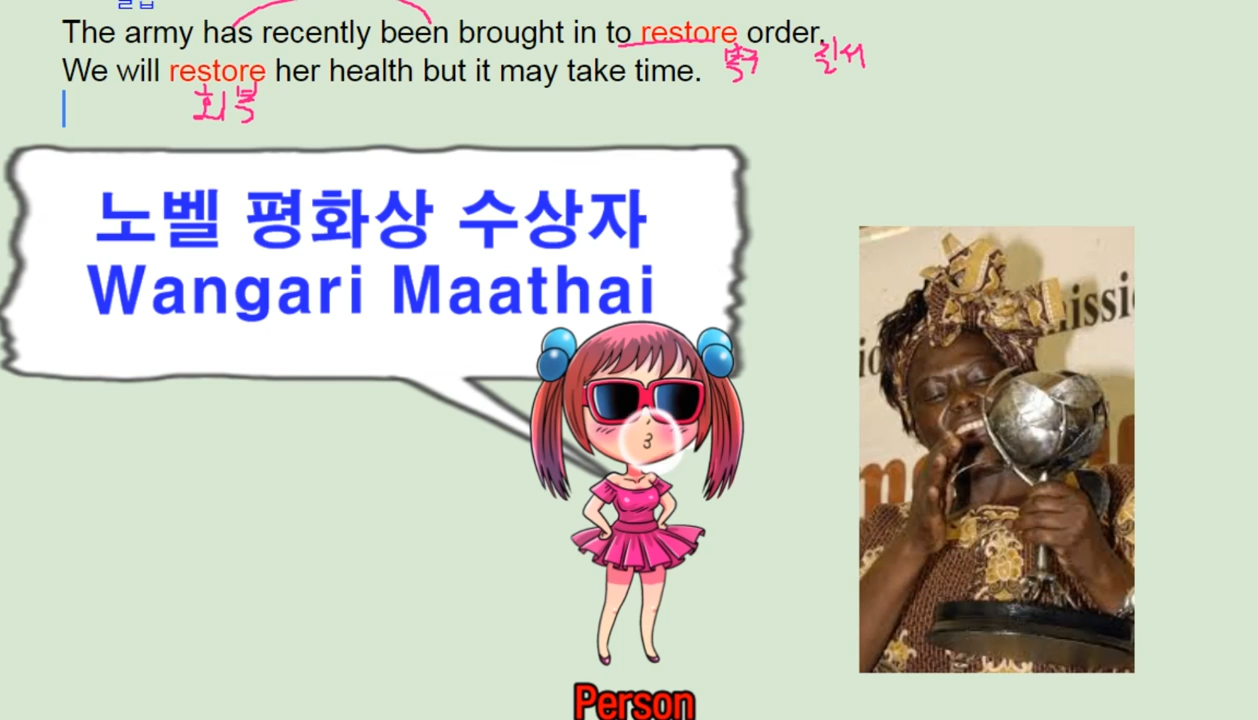 The army has recently been brought in to restore order.
We will restore her health but it may take time.
복구
질서
회복
노벨 평화상 수상자
Wangari Maathai
issi
Person